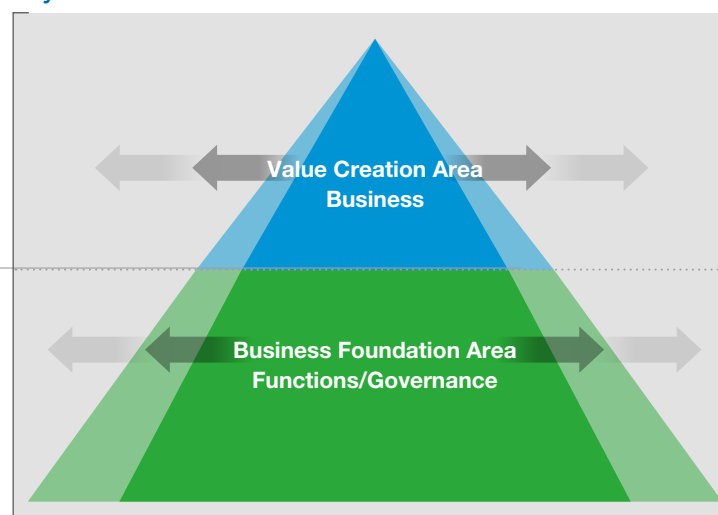 Value Creation Area
Business
Business Foundation Area
Functions/Governance